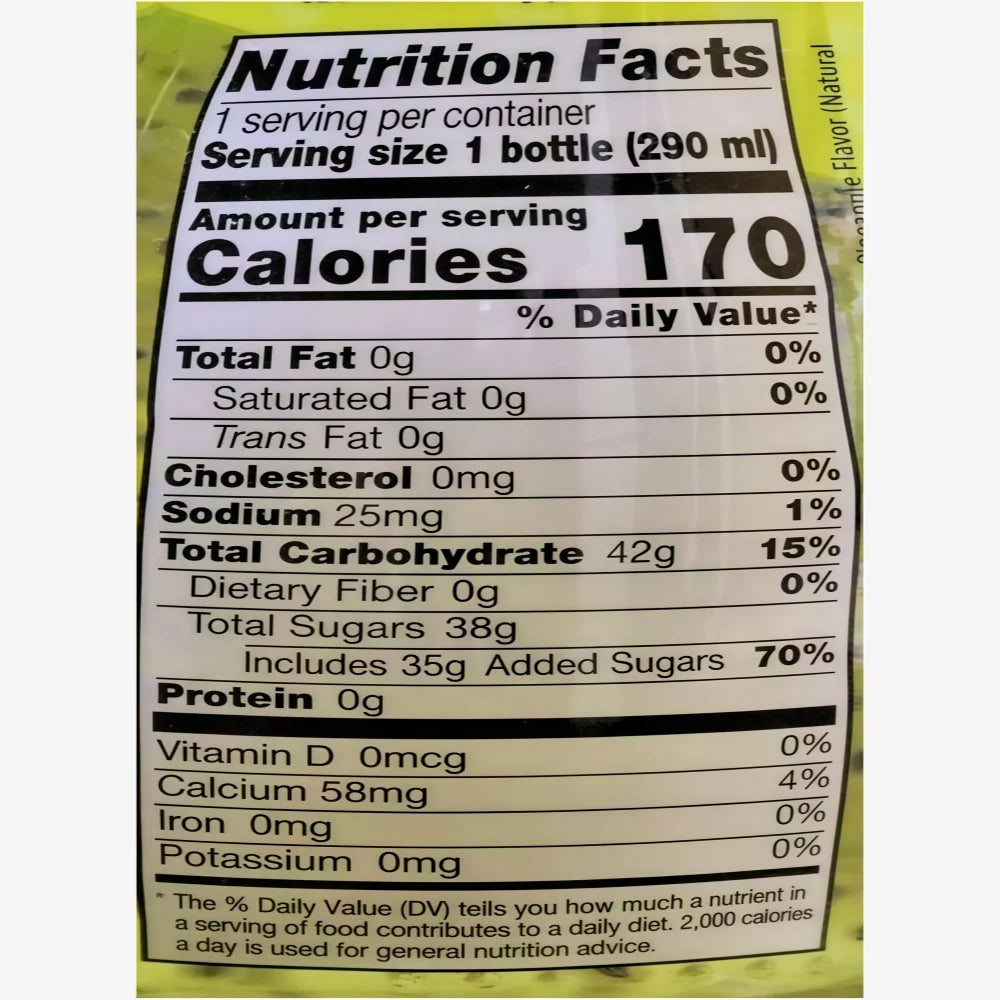 Nutrition Facts
1 serving per container
Serving size 1 bottle (290 ml)
Amount per serving
Calories 170
% Daily Value*
Total Fat 0g 0%
Saturated Fat 0g 0%
Trans Fat 0g
Cholesterol 0mg 0%
Sodium 25mg 1%
Total Carbohydrate 42g 15%
Dietary Fiber 0g 0%
Total Sugars 38g
Includes 35g Added Sugars 70%
Protein 0g
Vitamin D 0mcg 0%
Calcium 58mg 4%
Iron 0mg 0%
Potassium 0mg 0%
* The % Daily Value (DV) tells you how much a nutrient in
a serving of food contributes to a daily diet. 2,000 calories
a day is used for general nutrition advice.
Flavor (Natural